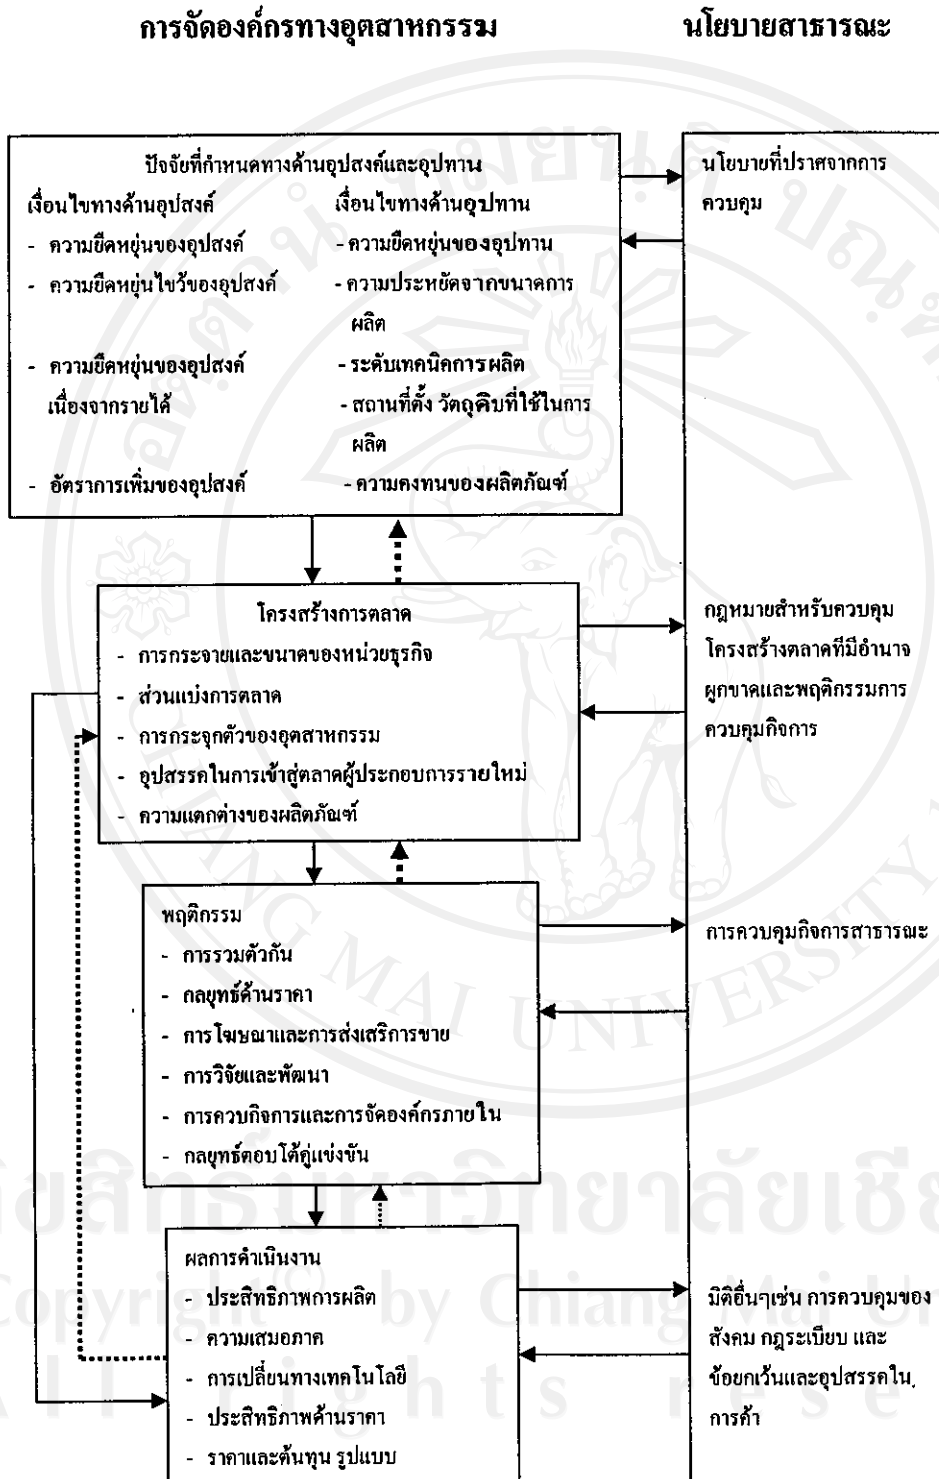 การจัดองค์กรทางอุตสาหกรรม
นโยบายสาธารณะ
ปัจจัยที่กำหนดทางด้านอุปสงค์และอุปทาน
เงื่อนไขทางด้านอุปสงค์
- ความยืดหยุ่นของอุปสงค์
- ความยืดหยุ่นไขว้ของอุปสงค์
- ความยืดหยุ่นของอุปสงค์
เนื่องจากรายได้
- อัตราการเพิ่มของอุปสงค์
เงื่อนไขทางด้านอุปทาน
- ความยืดหยุ่นของอุปทาน
- ความประหยัดจากขนาดการ
ผลิต
- ระดับเทคนิคการผลิต
- สถานที่ตั้ง วัตถุดิบที่ใช้ในการ
ผลิต
- ความคงทนของผลิตภัณฑ์
นโยบายที่ปราศจากการ
ควบคุม
โครงสร้างการตลาด
- การกระจายและขนาดของหน่วยธุรกิจ
- ส่วนแบ่งการตลาด
- การกระจุกตัวของอุตสาหกรรม
- อุปสรรคในการเข้าสู่ตลาดผู้ประกอบการรายใหม่
- ความแตกต่างของผลิตภัณฑ์
กฎหมายสำหรับควบคุม
โครงสร้างตลาดที่มีอำนาจ
ผูกขาดและพฤติกรรมการ
ควบคุมกิจการ
พฤติกรรม
- การรวมตัวกัน
- กลยุทธ์ด้านราคา
- การโฆษณาและการส่งเสริการขาย
- การวิจัยและพัฒนา
- การควบกิจการและการจัดองค์กรภายใน
- กลยุทธ์ตอบโต้คู่แข่งขัน
การควบคุมกิจการสาธารณะ
ผลการดำเนินงาน
- ประสิทธิภาพการผลิต
- ความเสมอภาค
- การเปลี่ยนทางเทคโนโลยี
- ประสิทธิภาพด้านราคา
- ราคาและต้นทุน รูปแบบ
มิติอื่นๆเช่น การควบคุมของ
สังคม กฎระเบียบ และ
ข้อยกเว้นและอุปสรรคใน
การค้า
CHIANG MAI UNIVERSITY
Copyright© by Chiang Mai Un
All rights rese